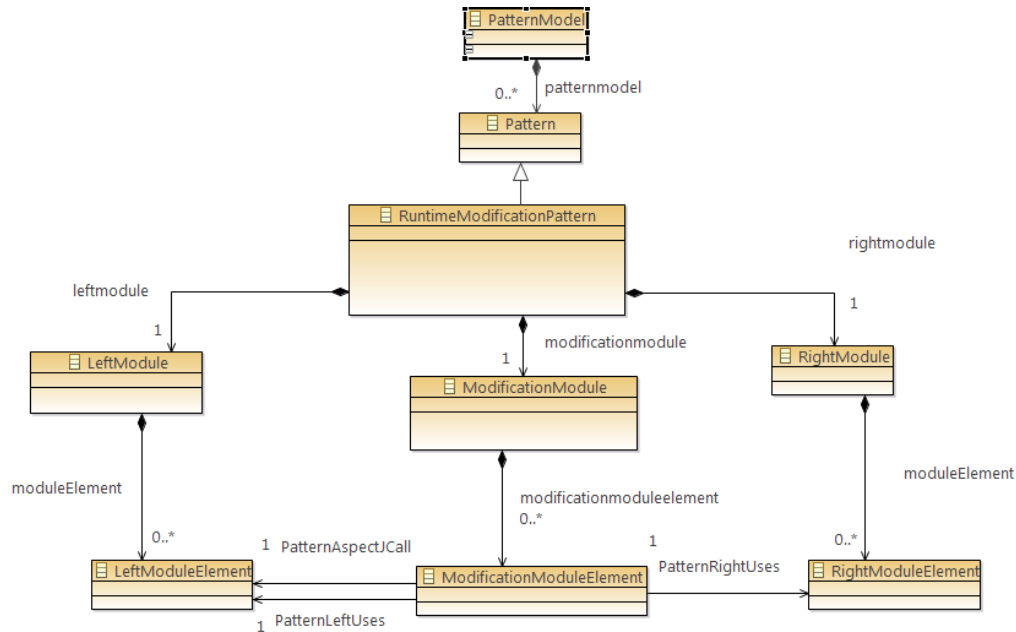 PatternModel
patternmodel
0..*
Pattern
RuntimeModificationPattern
rightmodule
leftmodule
1
1
modificationmodule
1
LeftModule
RightModule
ModificationModule
moduleElement
moduleElement
modificationmoduleelement
0..*
0..*
0..*
1
PatternAspectJCall
1
PatternRightUses
LeftModuleElement
ModificationModuleElement
RightModuleElement
1
PatternLeftUses